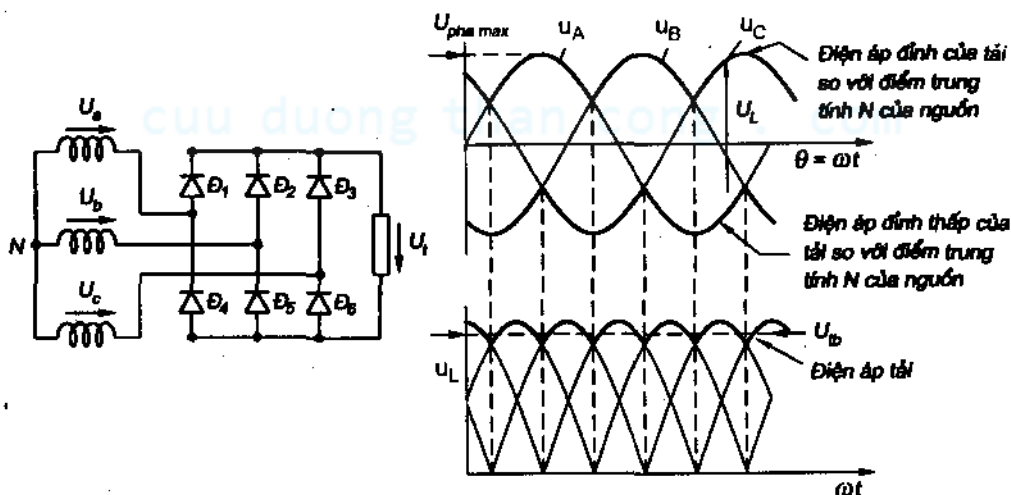 U_a
U_b
U_c
N
Đ1
Đ2
Đ3
Đ4
Đ5
Đ6
U_t
U_pha max
u_A
u_B
u_C
Điện áp đỉnh của tải
so với điểm trung
tính N của nguồn
U_L
θ = ωt
Điện áp đỉnh thấp của
tải so với điểm trung
tính N của nguồn
U_tb
u_L
Điện áp tải
ωt
cuu duong than cong . com